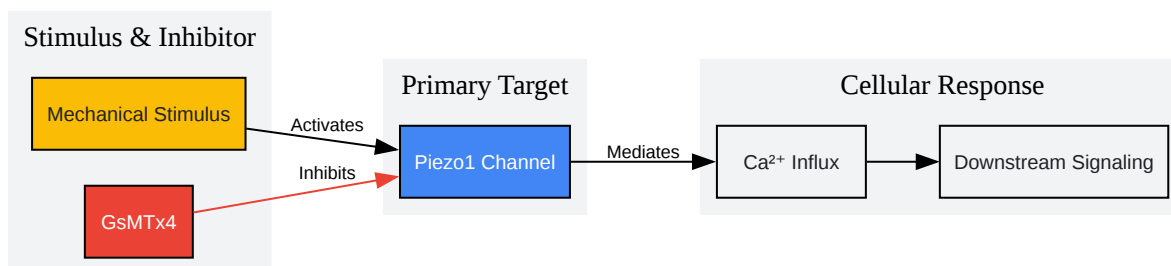 Stimulus & Inhibitor
Mechanical Stimulus
GsMTx4
Activates
Inhibits
Primary Target
Piezo1 Channel
Mediates
Cellular Response
Ca²⁺ Influx
Downstream Signaling